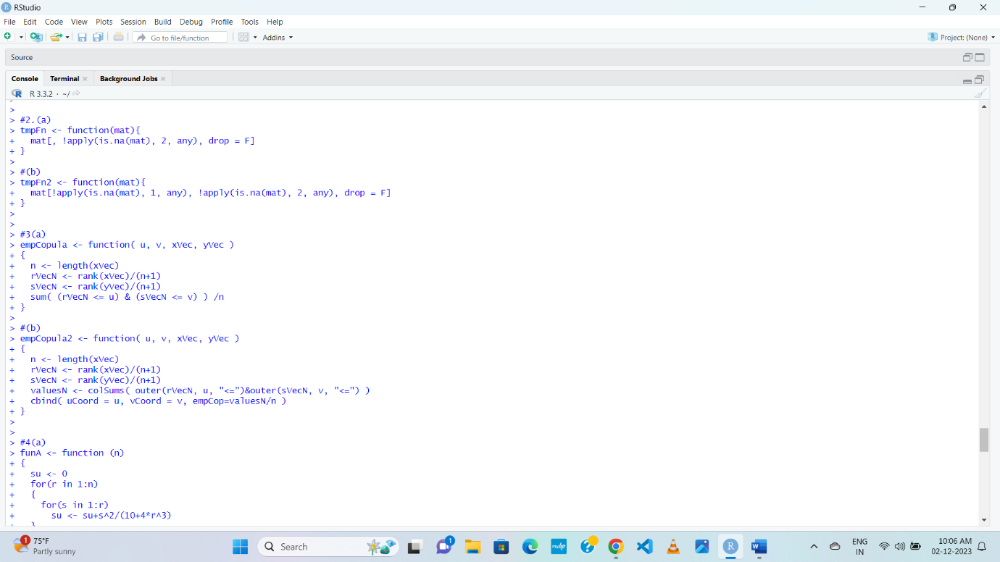 RStudio
File Edit Code View Plots Session Build Debug Profile Tools Help
Go to file/function Addins Project: (None)
Source
Console Terminal Background Jobs
R 3.3.2 · ~/
>
> #2.(a)
> tmpFn <- function(mat){
+   mat[, !apply(is.na(mat), 2, any), drop = F]
+ }
>
> #(b)
> tmpFn2 <- function(mat){
+   mat[!apply(is.na(mat), 1, any), !apply(is.na(mat), 2, any), drop = F]
+ }
>
>
> #3(a)
> empCopula <- function( u, v, xVec, yVec )
+ {
+   n <- length(xVec)
+   rVecN <- rank(xVec)/(n+1)
+   sVecN <- rank(yVec)/(n+1)
+   sum( (rVecN <= u) & (sVecN <= v) ) /n
+ }
>
> #(b)
> empCopula2 <- function( u, v, xVec, yVec )
+ {
+   n <- length(xVec)
+   rVecN <- rank(xVec)/(n+1)
+   sVecN <- rank(yVec)/(n+1)
+   valuesN <- colSums( outer(rVecN, u, "<=")&outer(sVecN, v, "<=") )
+   cbind( uCoord = u, vCoord = v, empCop=valuesN/n )
+ }
>
>
> #4(a)
> funA <- function (n)
+ {
+   su <- 0
+   for(r in 1:n)
+   {
+     for(s in 1:r)
+       su <- su+s^2/(10+4*r^3)
+   }
1 75°F
Partly sunny
Search
1
myhp
ENG
IN
10:06 AM
02-12-2023